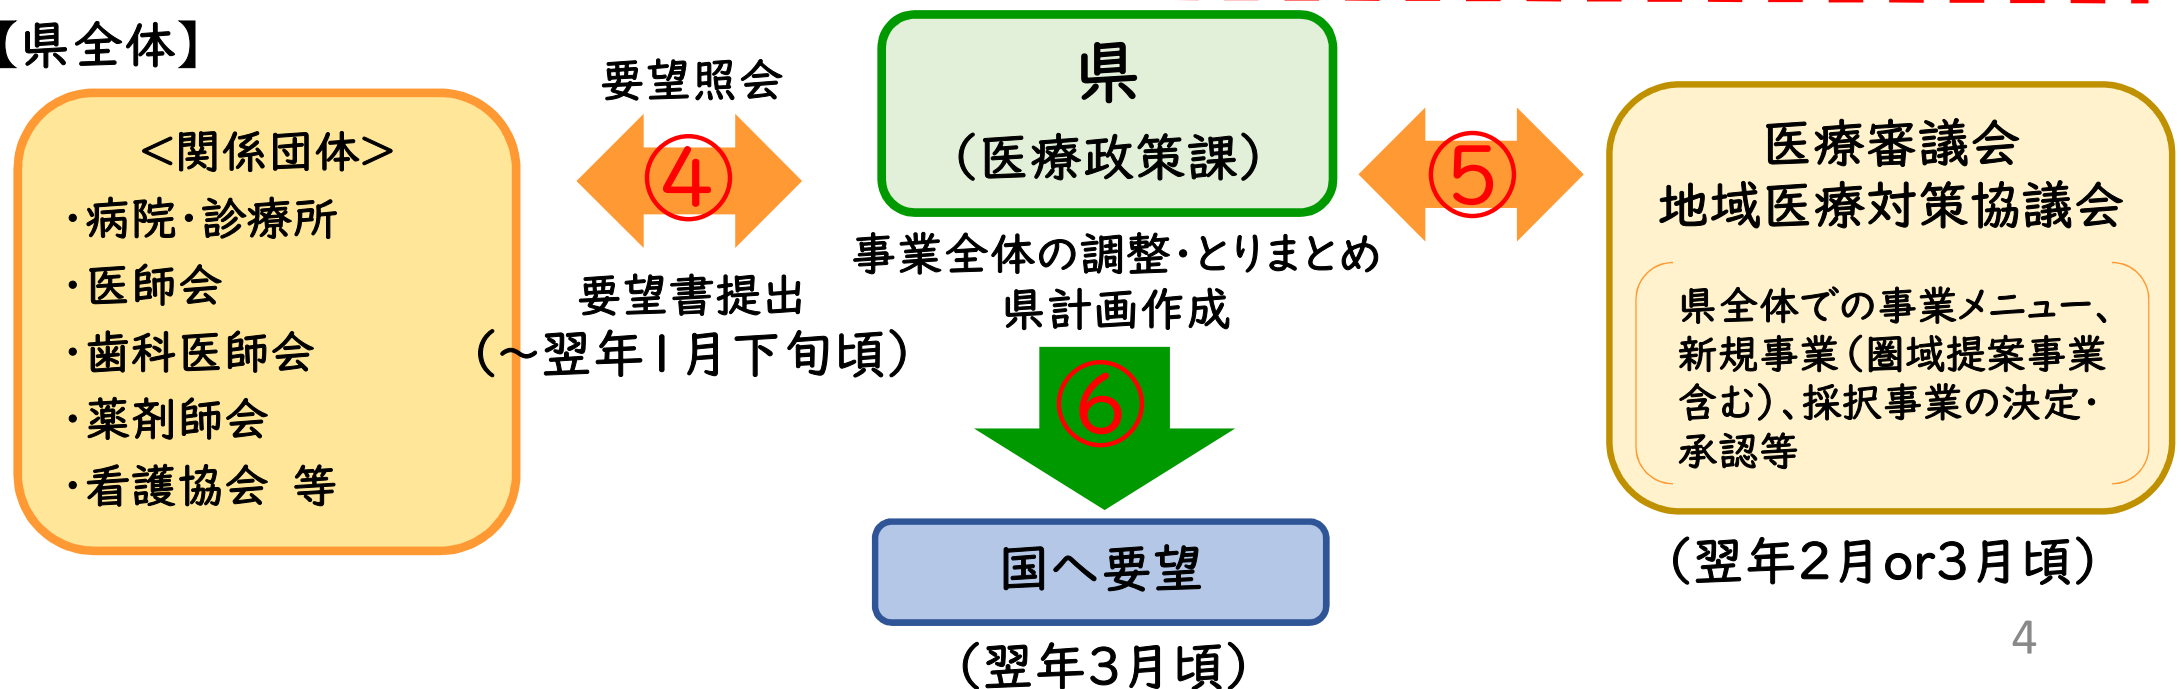 【県全体】
<関係団体>
・病院・診療所
・医師会
・歯科医師会
・薬剤師会
・看護協会 等
要望照会
④
要望書提出
(~翌年1月下旬頃)
県
(医療政策課)
事業全体の調整・とりまとめ
県計画作成
⑥
国へ要望
(翌年3月頃)
⑤
医療審議会
地域医療対策協議会
県全体での事業メニュー、
新規事業(圏域提案事業
含む)、採択事業の決定・
承認等
(翌年2月or3月頃)
4